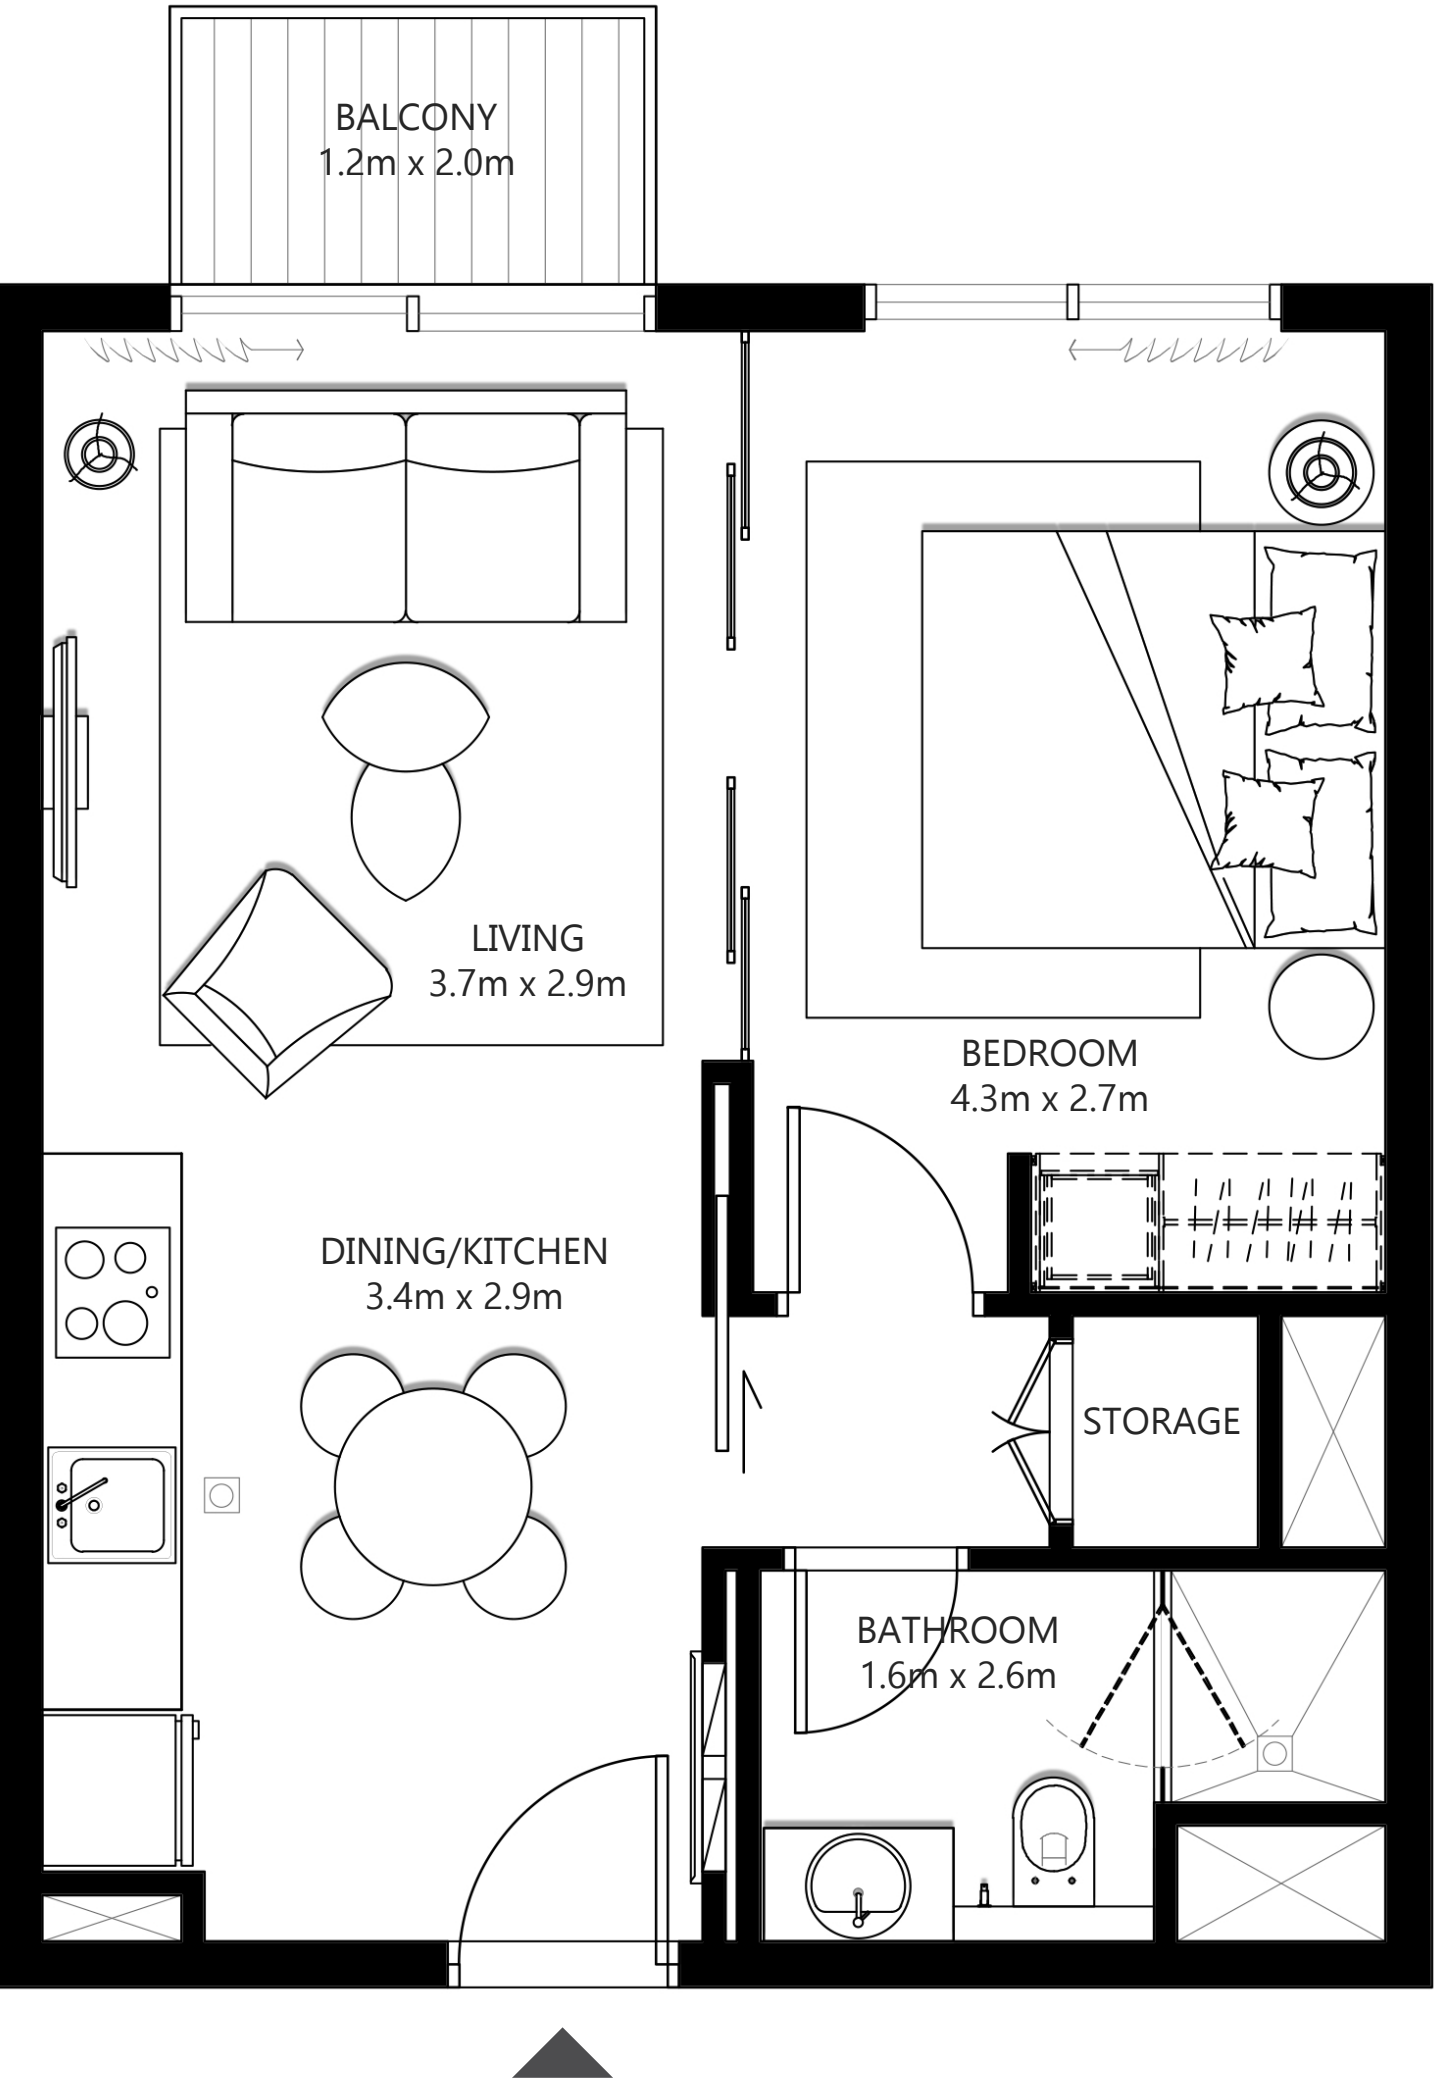 BALCONY
1.2m x 2.0m
LIVING
3.7m x 2.9m
BEDROOM
4.3m x 2.7m
DINING/KITCHEN
3.4m x 2.9m
STORAGE
BATHROOM
1.6m x 2.6m